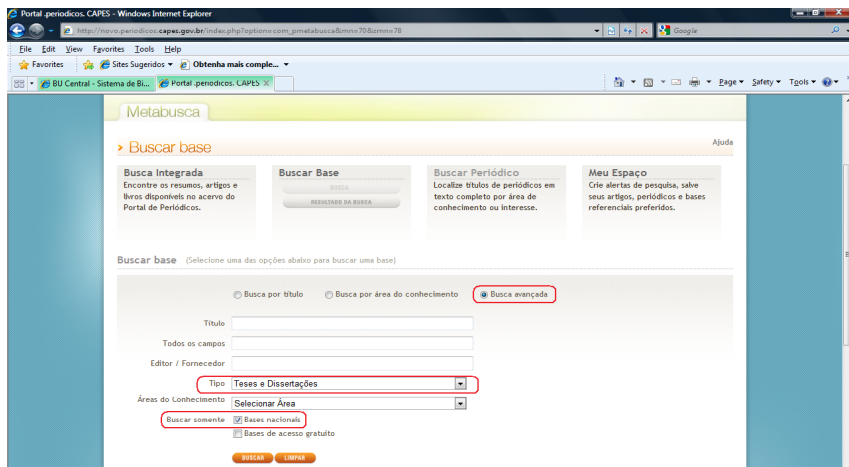 Portal .periodicos. CAPES - Windows Internet Explorer
http://novo.periodicos.capes.gov.br/index.php?option=com_pmetabusca&mn=70&smn=78
Google
File Edit View Favorites Tools Help
Favorites Sites Sugeridos Obtenha mais comple...
BU Central - Sistema de Bi... Portal .periodicos. CAPES
Page Safety Tools
Metabusca
Buscar base
Ajuda
Busca Integrada
Encontre os resumos, artigos e
livros disponíveis no acervo do
Portal de Periódicos.
Buscar Base
BUSCA
RESULTADO DA BUSCA
Buscar Periódico
Localize títulos de periódicos em
texto completo por área de
conhecimento ou interesse.
Meu Espaço
Crie alertas de pesquisa, salve
seus artigos, periódicos e bases
referenciais preferidos.
Buscar base (Selecione uma das opções abaixo para buscar uma base)
Busca por título Busca por área do conhecimento Busca avançada
Título
Todos os campos
Editor / Fornecedor
Tipo Teses e Dissertações
Áreas do Conhecimento Selecionar Área
Buscar somente Bases nacionais
Bases de acesso gratuito
BUSCAR LIMPAR